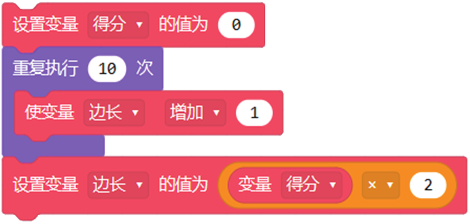 设置变量 得分 的值为 0
重复执行 10 次
使变量 边长 增加 1
设置变量 边长 的值为 变量 得分 × 2